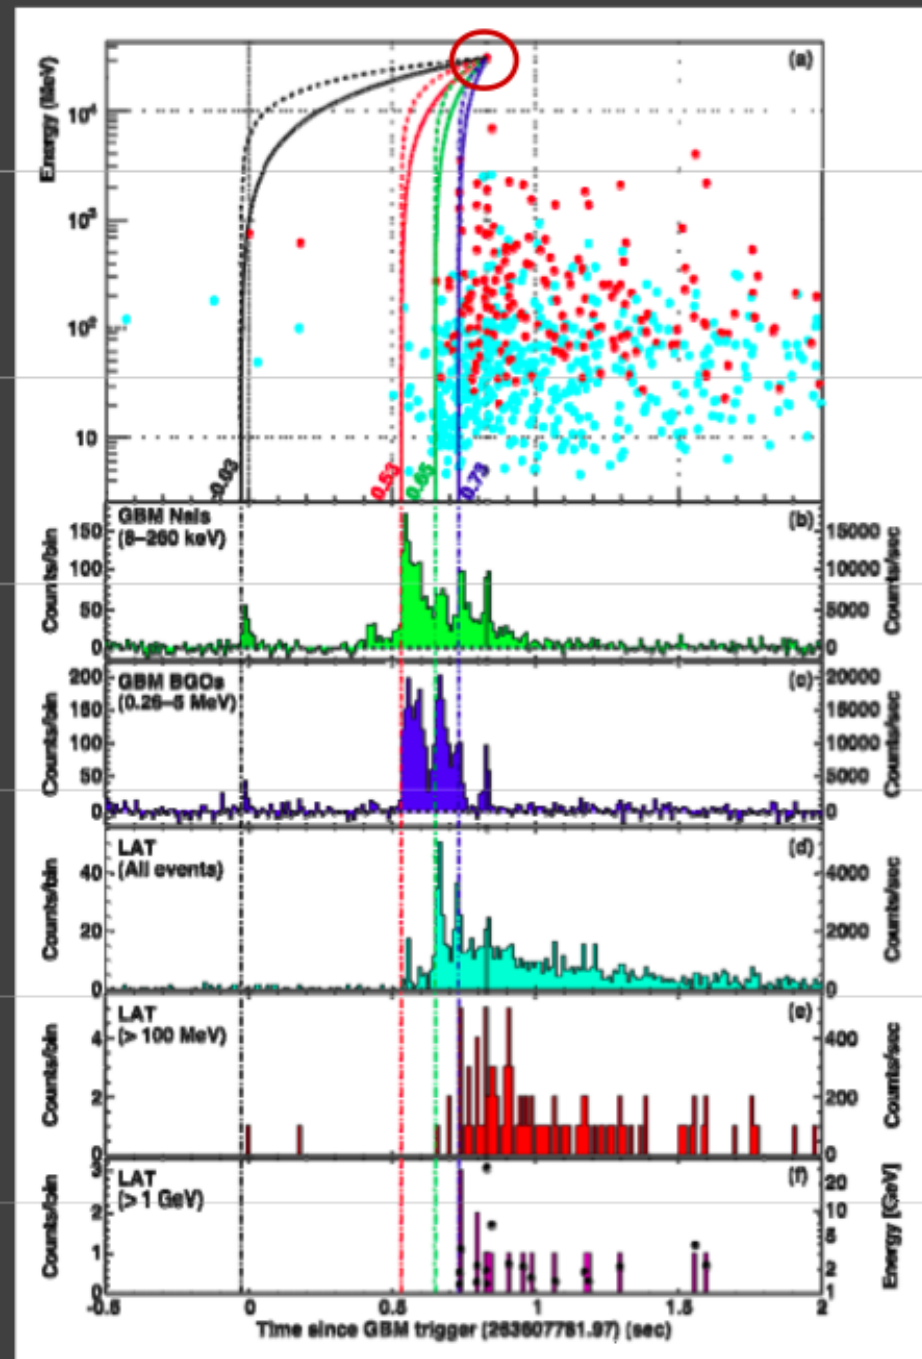 (a)
Energy (MeV)
10⁴
10³
10²
10
-0.03
0.53
0.65
0.73
GBM NaIs
(8–260 keV)
(b)
Counts/bin
150
100
50
0
15000
10000
5000
0
Counts/sec
GBM BGOs
(0.26–5 MeV)
(c)
Counts/bin
200
150
100
50
0
20000
15000
10000
5000
0
Counts/sec
LAT
(All events)
(d)
Counts/bin
40
20
0
4000
2000
0
Counts/sec
LAT
(> 100 MeV)
(e)
Counts/bin
4
2
0
400
200
0
Counts/sec
LAT
(> 1 GeV)
(f)
Counts/bin
3
2
1
0
20
10
5
2
1
Energy [GeV]
-0.5
0
0.5
1
1.5
2
Time since GBM trigger (263607781.97) (sec)